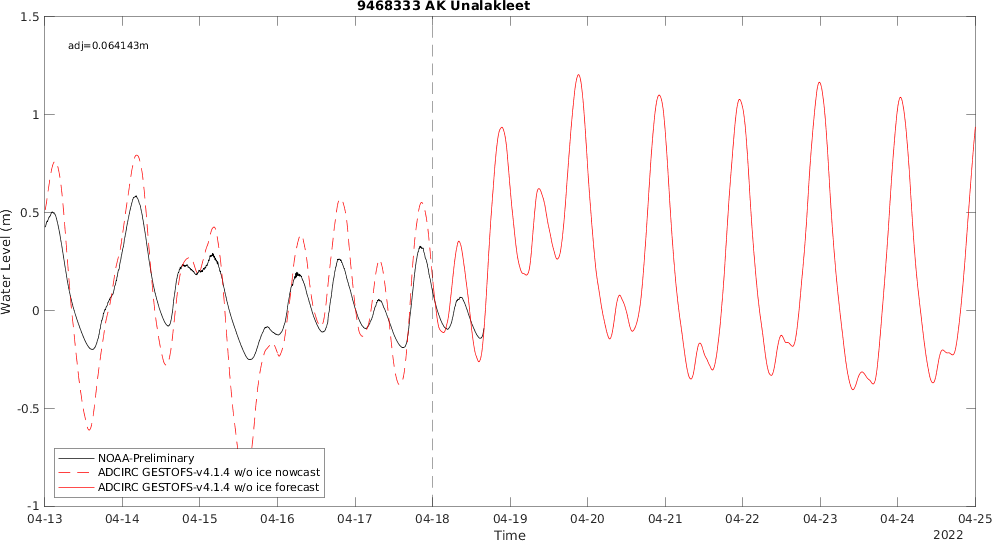 9468333 AK Unalakleet
adj=0.064143m
Water Level (m)
1.5
1
0.5
0
-0.5
-1
NOAA-Preliminary
ADCIRC GESTOFS-v4.1.4 w/o ice nowcast
ADCIRC GESTOFS-v4.1.4 w/o ice forecast
04-13 04-14 04-15 04-16 04-17 04-18 04-19 04-20 04-21 04-22 04-23 04-24 04-25
Time
2022